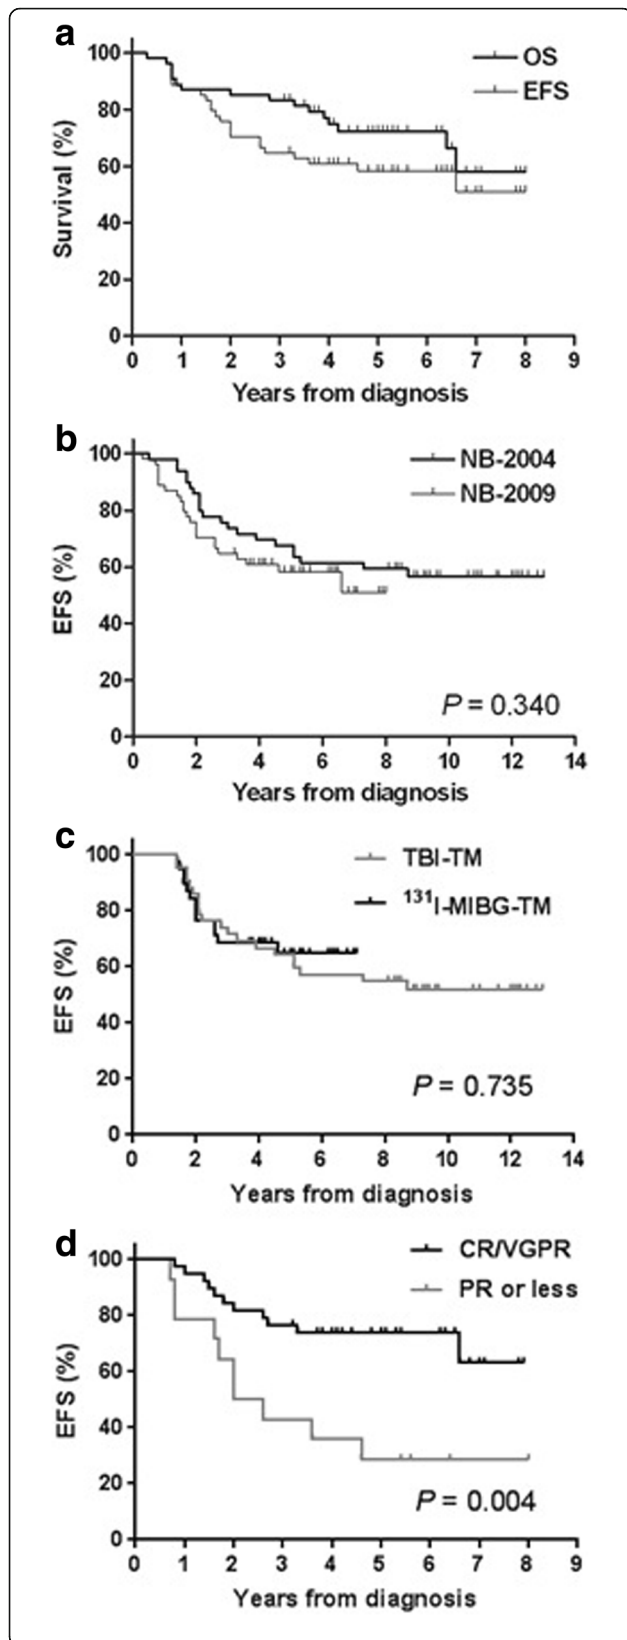 a
OS
EFS
100
80
60
40
20
0
Survival (%)
0 1 2 3 4 5 6 7 8 9
Years from diagnosis
b
NB-2004
NB-2009
100
80
60
40
20
0
EFS (%)
P = 0.340
0 2 4 6 8 10 12 14
Years from diagnosis
c
TBI-TM
131I-MIBG-TM
100
80
60
40
20
0
EFS (%)
P = 0.735
0 2 4 6 8 10 12 14
Years from diagnosis
d
CR/VGPR
PR or less
100
80
60
40
20
0
EFS (%)
P = 0.004
0 1 2 3 4 5 6 7 8 9
Years from diagnosis